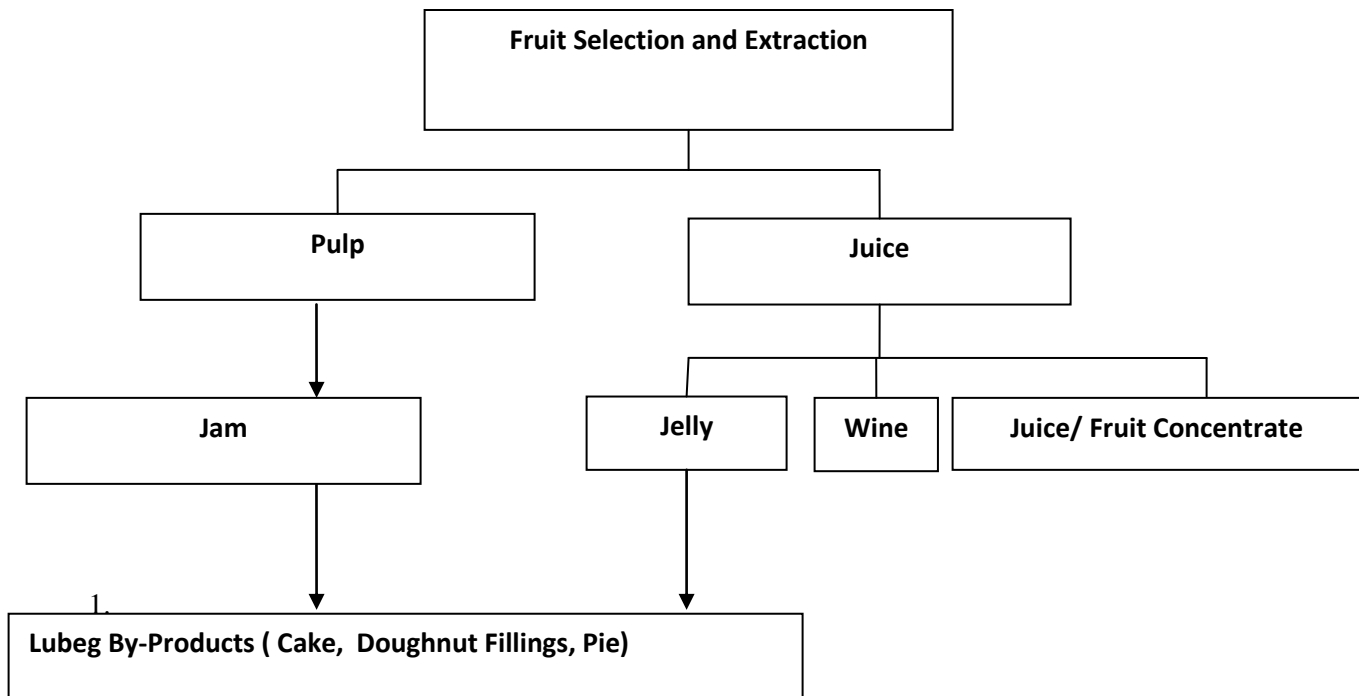 Fruit Selection and Extraction
Pulp
Juice
Jam
Jelly
Wine
Juice/ Fruit Concentrate
1.
Lubeg By-Products ( Cake, Doughnut Fillings, Pie)